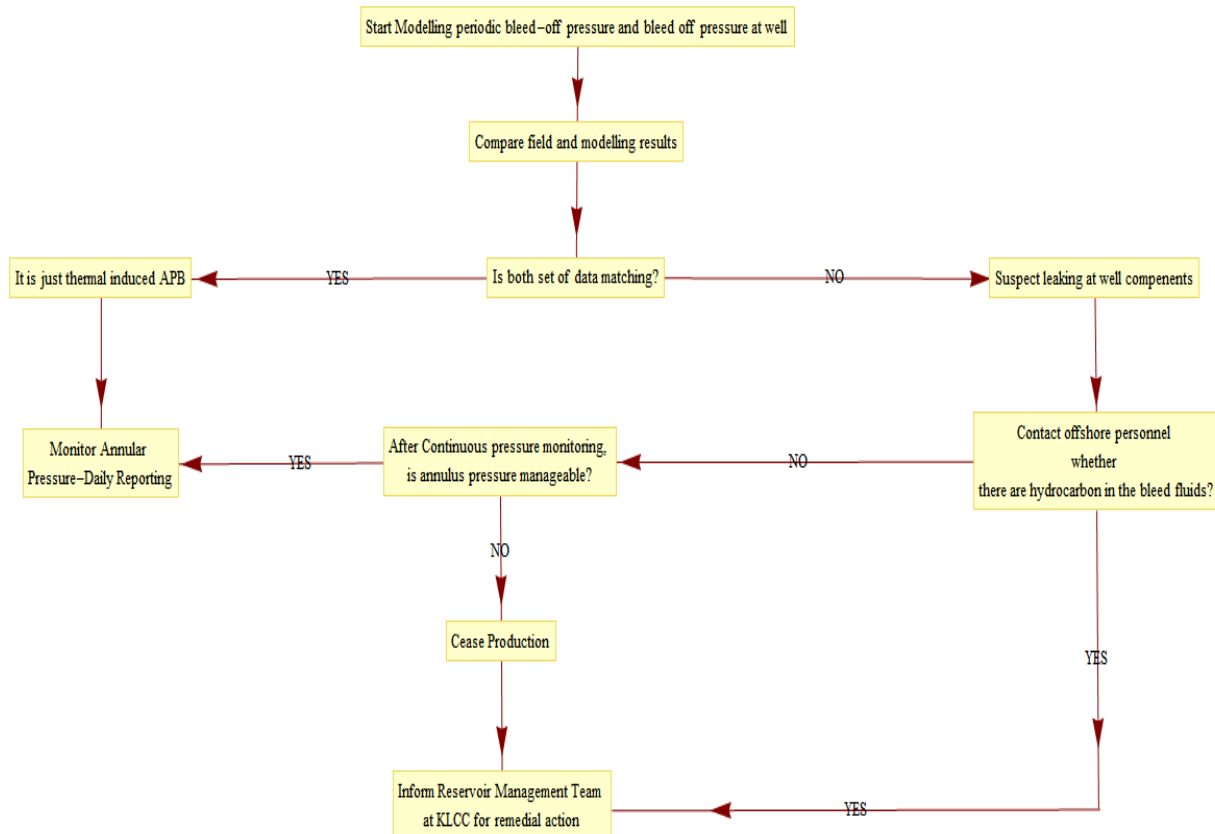 Start Modelling periodic bleed-off pressure and bleed off pressure at well
Compare field and modelling results
It is just thermal induced APB
YES
Is both set of data matching?
NO
Suspect leaking at well compenents
Monitor Annular
Pressure-Daily Reporting
YES
After Continuous pressure monitoring,
is annulus pressure manageable?
NO
Contact offshore personnel
whether
there are hydrocarbon in the bleed fluids?
NO
Cease Production
YES
Inform Reservoir Management Team
at KLCC for remedial action
YES